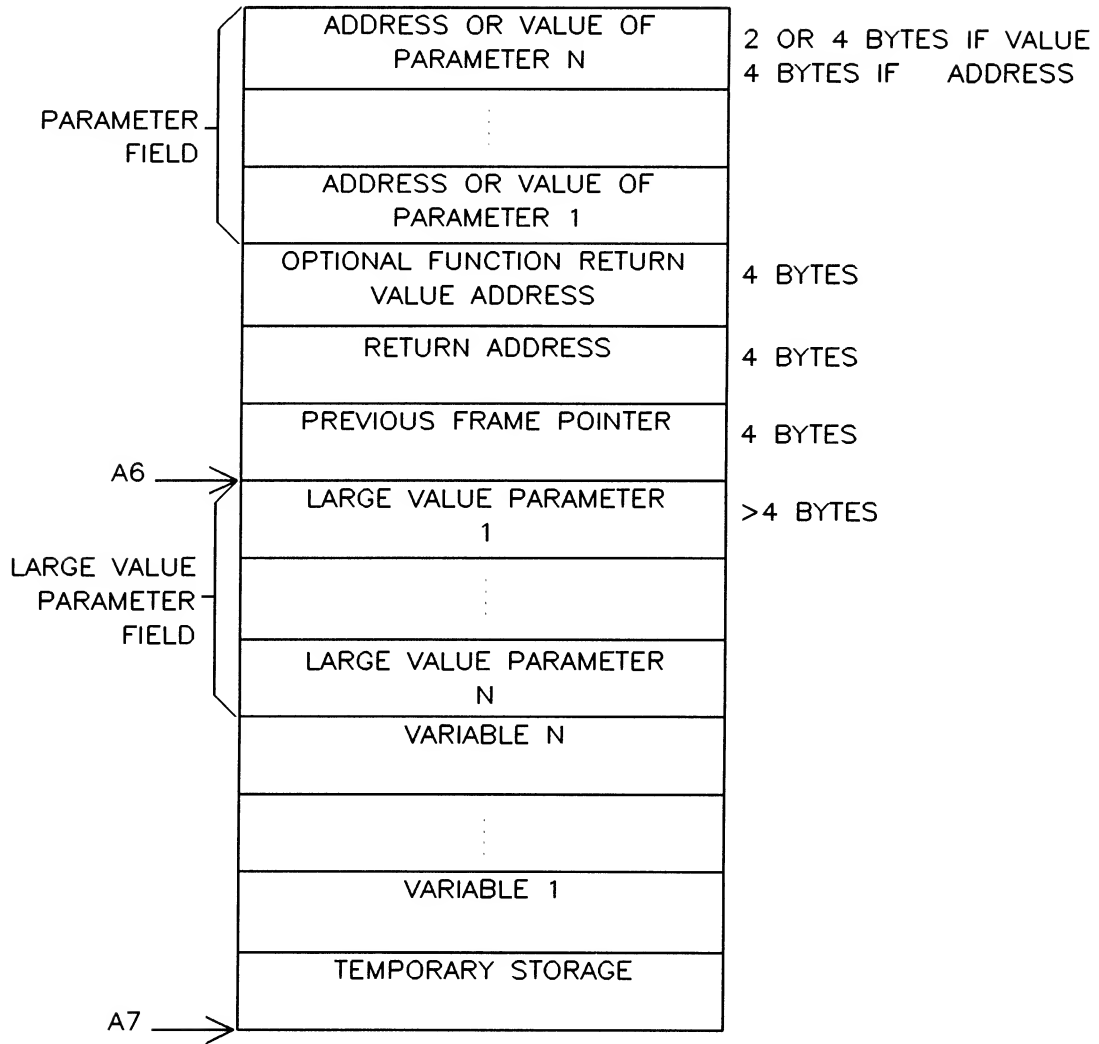 ADDRESS OR VALUE OF
PARAMETER N
2 OR 4 BYTES IF VALUE
4 BYTES IF ADDRESS
PARAMETER
FIELD
ADDRESS OR VALUE OF
PARAMETER 1
OPTIONAL FUNCTION RETURN
VALUE ADDRESS
4 BYTES
RETURN ADDRESS
4 BYTES
PREVIOUS FRAME POINTER
4 BYTES
A6
LARGE VALUE PARAMETER
1
>4 BYTES
LARGE VALUE
PARAMETER
FIELD
LARGE VALUE PARAMETER
N
VARIABLE N
VARIABLE 1
TEMPORARY STORAGE
A7